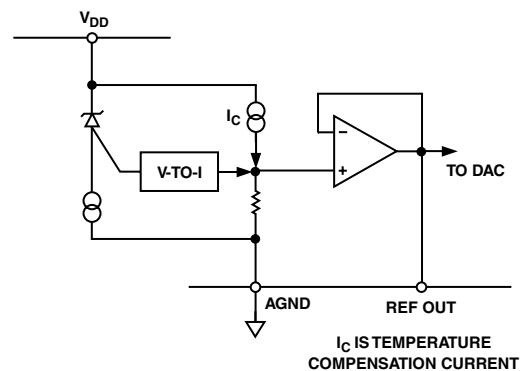 V_DD
I_C
V-TO-I
−
+
TO DAC
AGND
REF OUT
I_C IS TEMPERATURE
COMPENSATION CURRENT